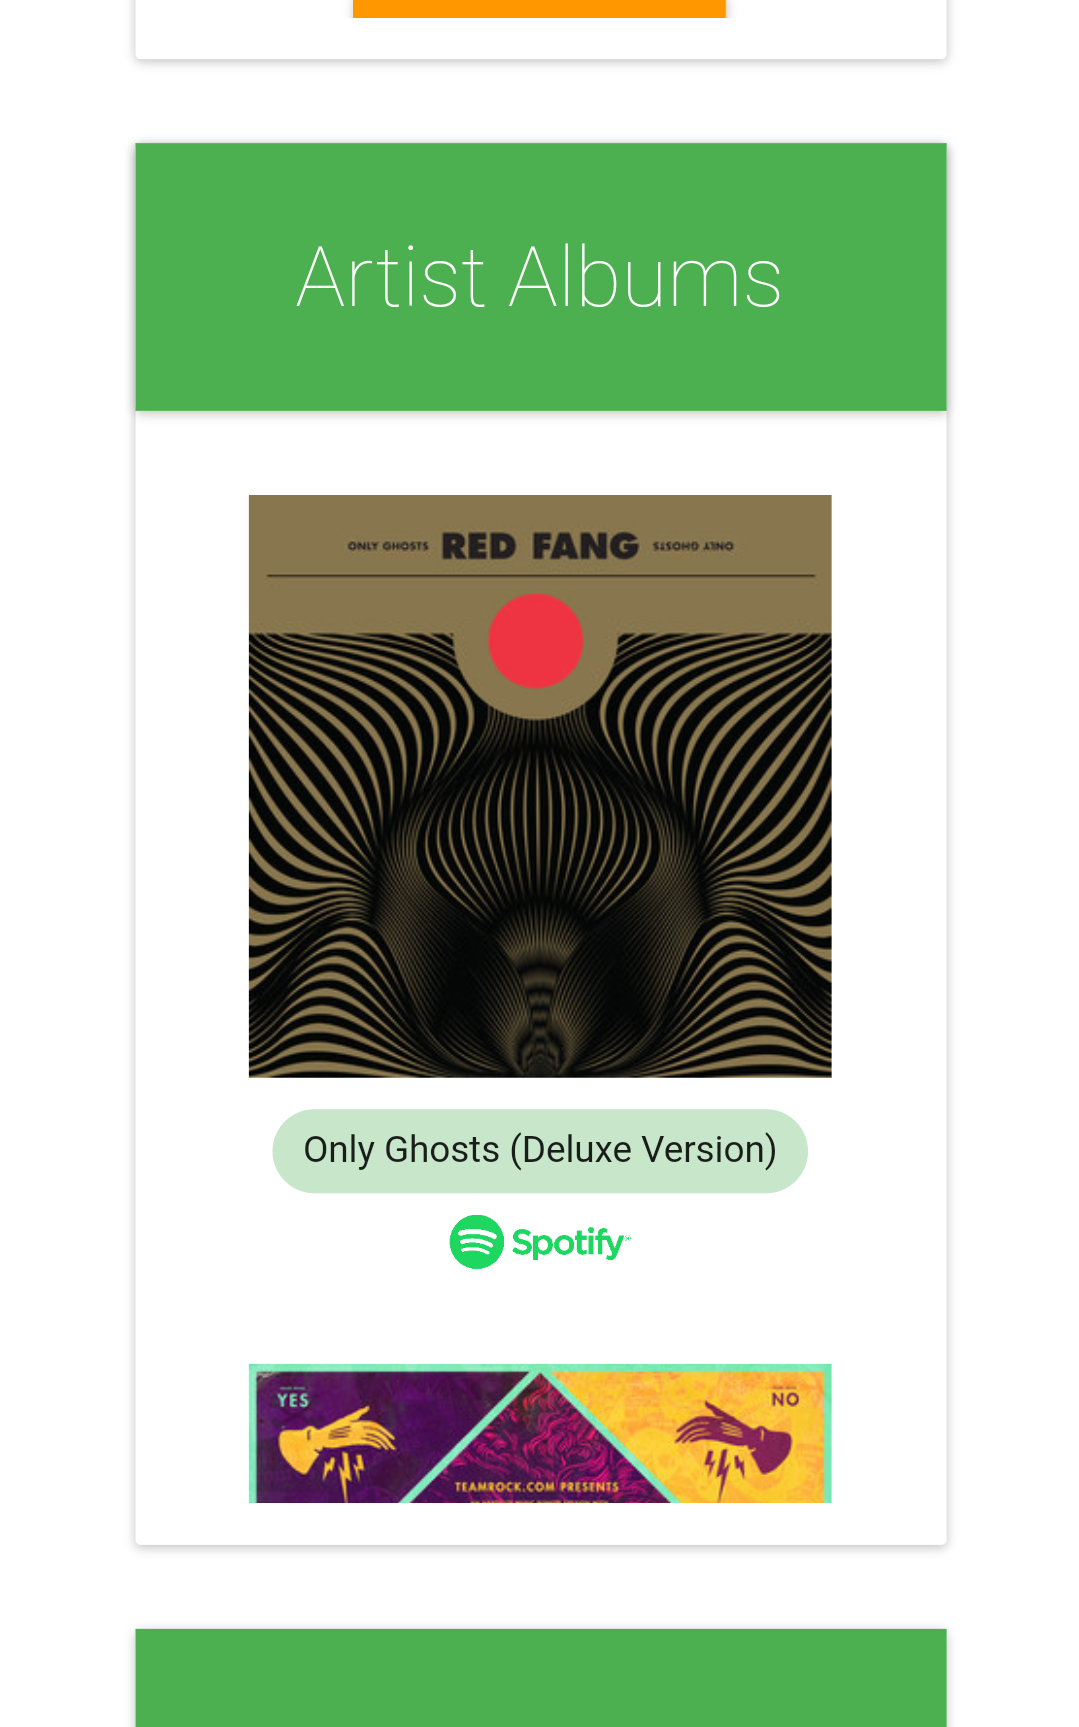 Artist Albums
ONLY GHOSTS RED FANG ONLY GHOSTS
Only Ghosts (Deluxe Version)
Spotify
YES
NO
TEAMROCK.COM PRESENTS